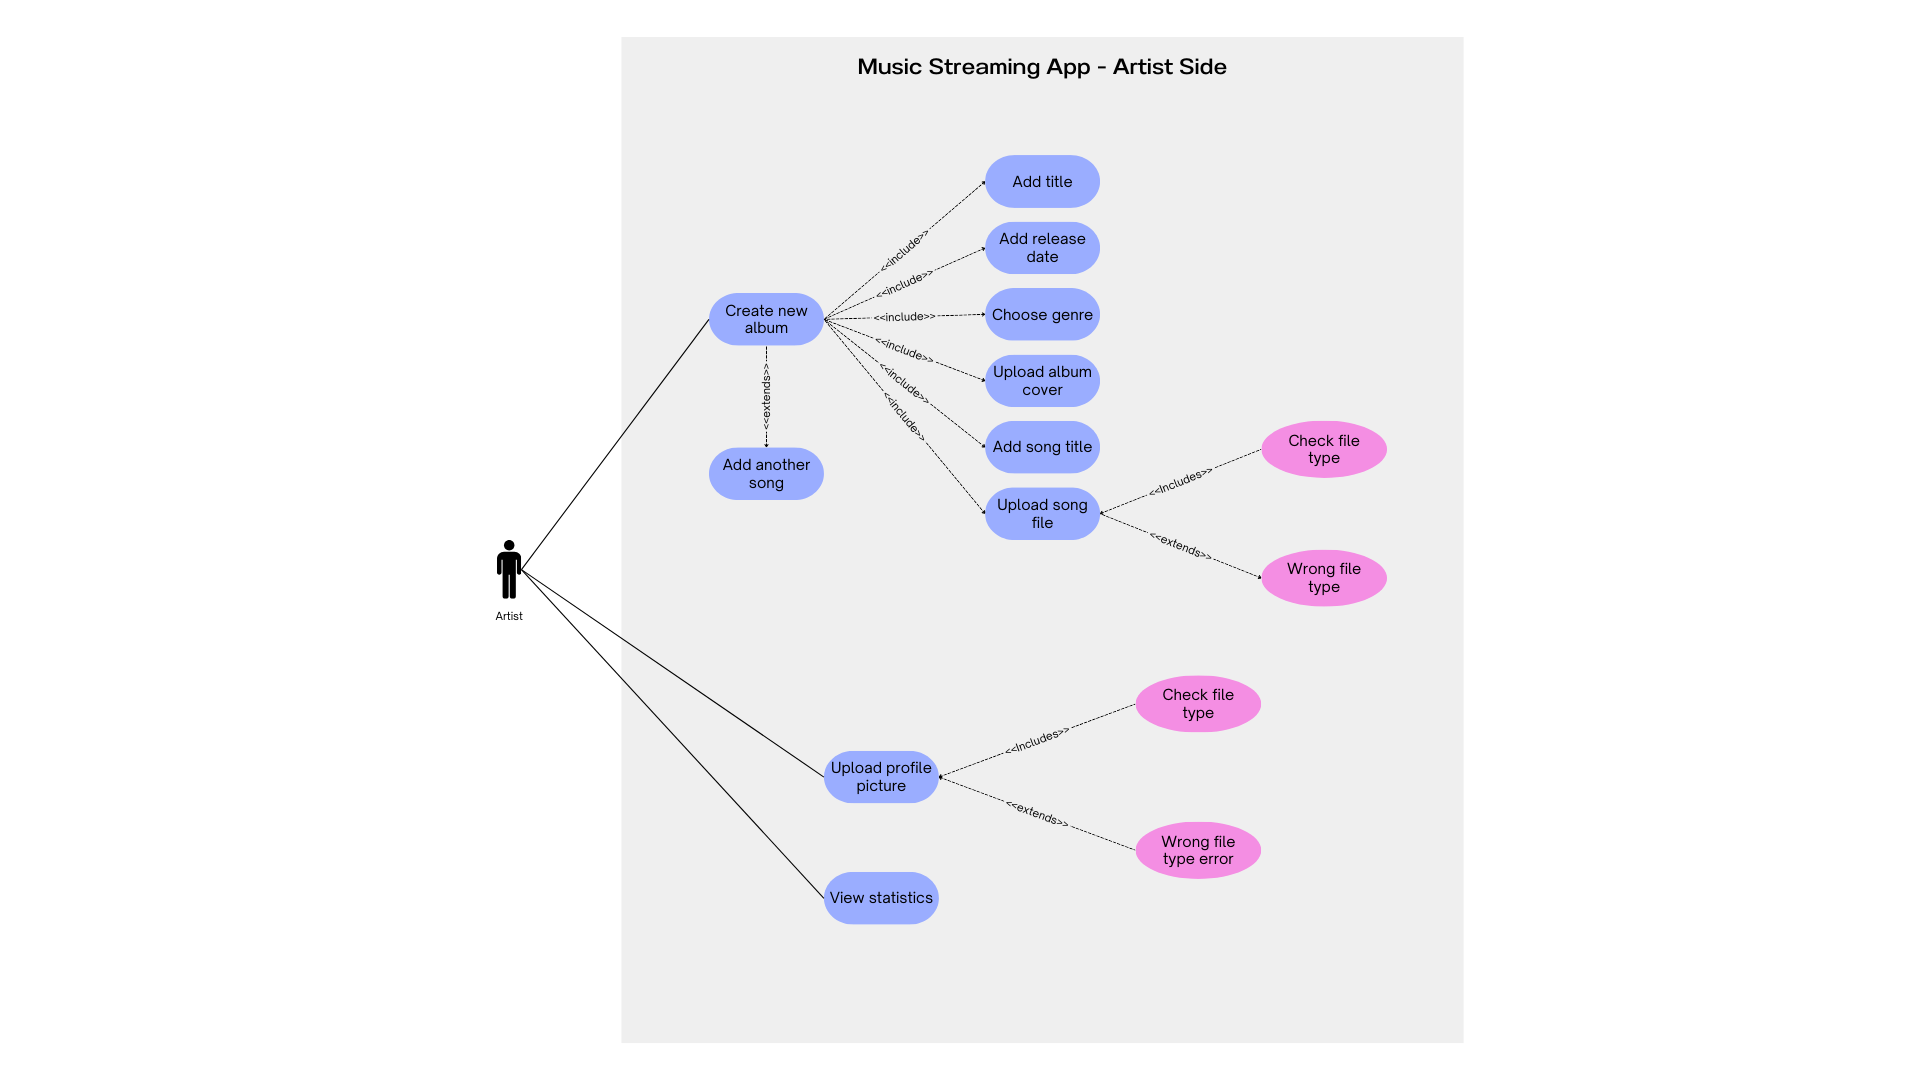 Music Streaming App - Artist Side
Add title
<<include>>
Add release
date
<<include>>
Create new
album
<<include>>
Choose genre
<<include>>
Upload album
cover
<<include>>
Add song title
<<include>>
Upload song
file
<<extends>>
Add another
song
<<Includes>>
Check file
type
<<extends>>
Wrong file
type
Artist
Upload profile
picture
<<Includes>>
Check file
type
<<extends>>
Wrong file
type error
View statistics